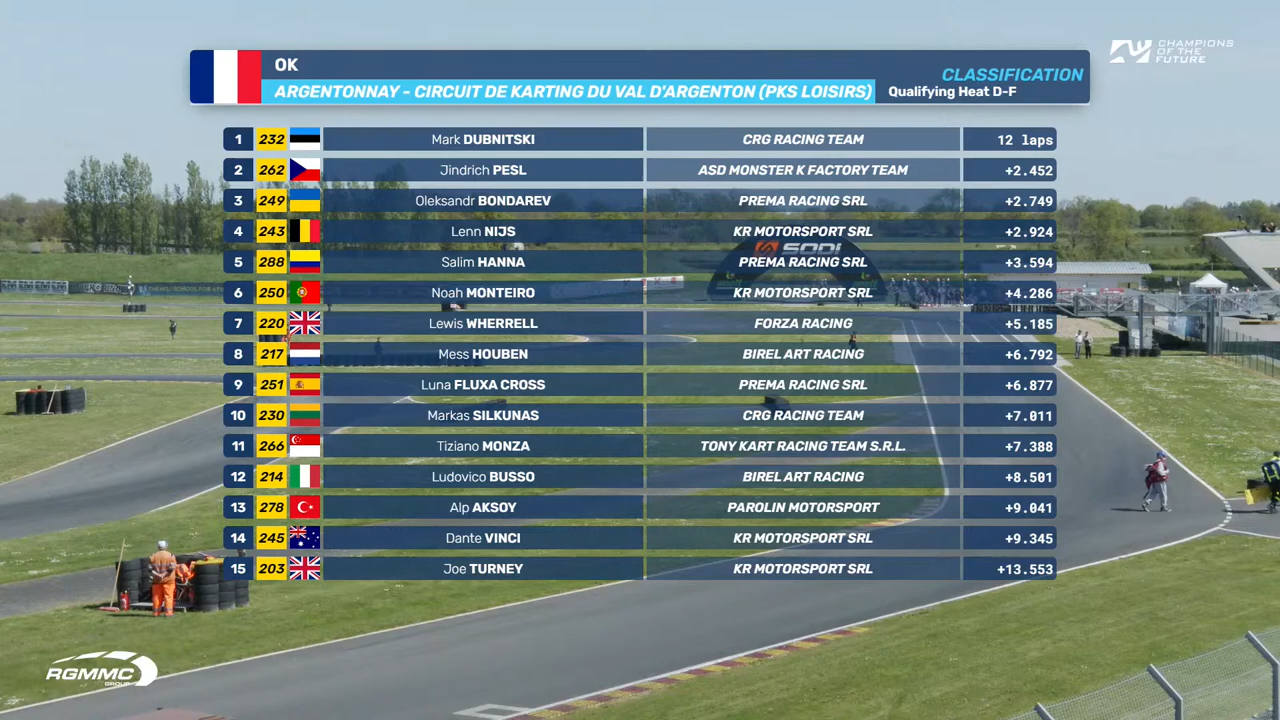 OK
ARGENTONNAY - CIRCUIT DE KARTING DU VAL D'ARGENTON (PKS LOISIRS)
CLASSIFICATION
Qualifying Heat D-F
CHAMPIONS
OF THE
FUTURE
1 232 Mark DUBNITSKI CRG RACING TEAM 12 laps
2 262 Jindrich PESL ASD MONSTER K FACTORY TEAM +2.452
3 249 Oleksandr BONDAREV PREMA RACING SRL +2.749
4 243 Lenn NIJS KR MOTORSPORT SRL +2.924
SODI
5 288 Salim HANNA PREMA RACING SRL +3.594
6 250 Noah MONTEIRO KR MOTORSPORT SRL +4.286
7 220 Lewis WHERRELL FORZA RACING +5.185
8 217 Mess HOUBEN BIREL ART RACING +6.792
9 251 Luna FLUXA CROSS PREMA RACING SRL +6.877
10 230 Markas SILKUNAS CRG RACING TEAM +7.011
11 266 Tiziano MONZA TONY KART RACING TEAM S.R.L. +7.388
12 214 Ludovico BUSSO BIREL ART RACING +8.501
13 278 Alp AKSOY PAROLIN MOTORSPORT +9.041
14 245 Dante VINCI KR MOTORSPORT SRL +9.345
15 203 Joe TURNEY KR MOTORSPORT SRL +13.553
RGMMC
GROUP